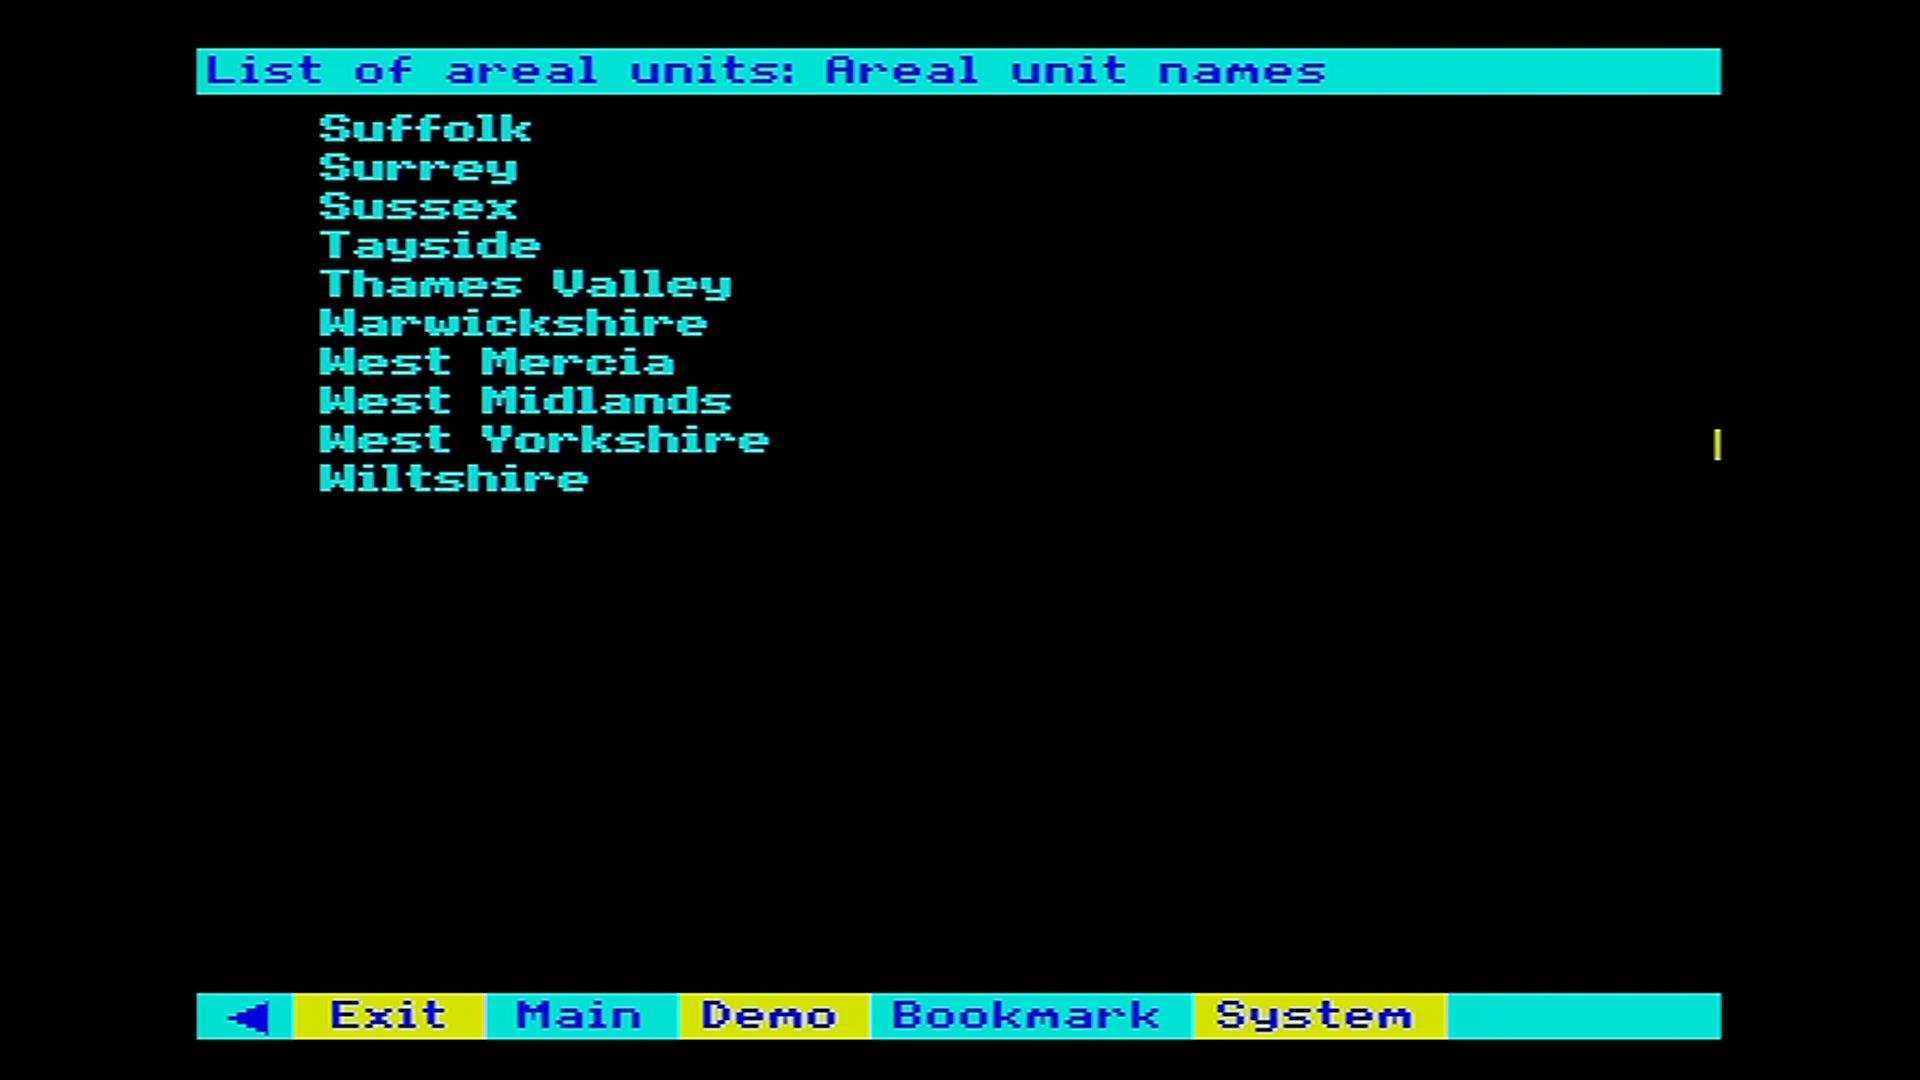 List of areal units: Areal unit names
Suffolk
Surrey
Sussex
Tayside
Thames Valley
Warwickshire
West Mercia
West Midlands
West Yorkshire
Wiltshire
◀ Exit Main Demo Bookmark System